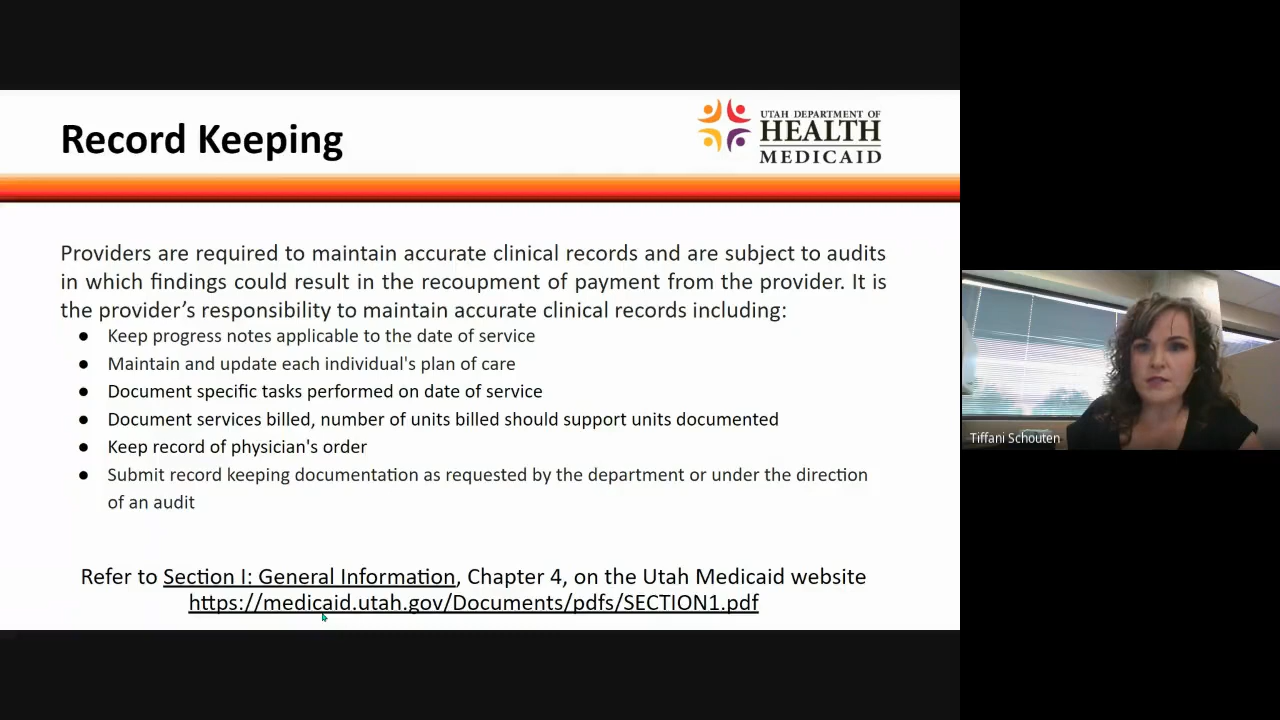 Record Keeping
UTAH DEPARTMENT OF
HEALTH
MEDICAID
Providers are required to maintain accurate clinical records and are subject to audits
in which findings could result in the recoupment of payment from the provider. It is
the provider’s responsibility to maintain accurate clinical records including:
● Keep progress notes applicable to the date of service
● Maintain and update each individual's plan of care
● Document specific tasks performed on date of service
● Document services billed, number of units billed should support units documented
● Keep record of physician's order
● Submit record keeping documentation as requested by the department or under the direction
of an audit
Refer to Section I: General Information, Chapter 4, on the Utah Medicaid website
https://medicaid.utah.gov/Documents/pdfs/SECTION1.pdf
Tiffani Schouten